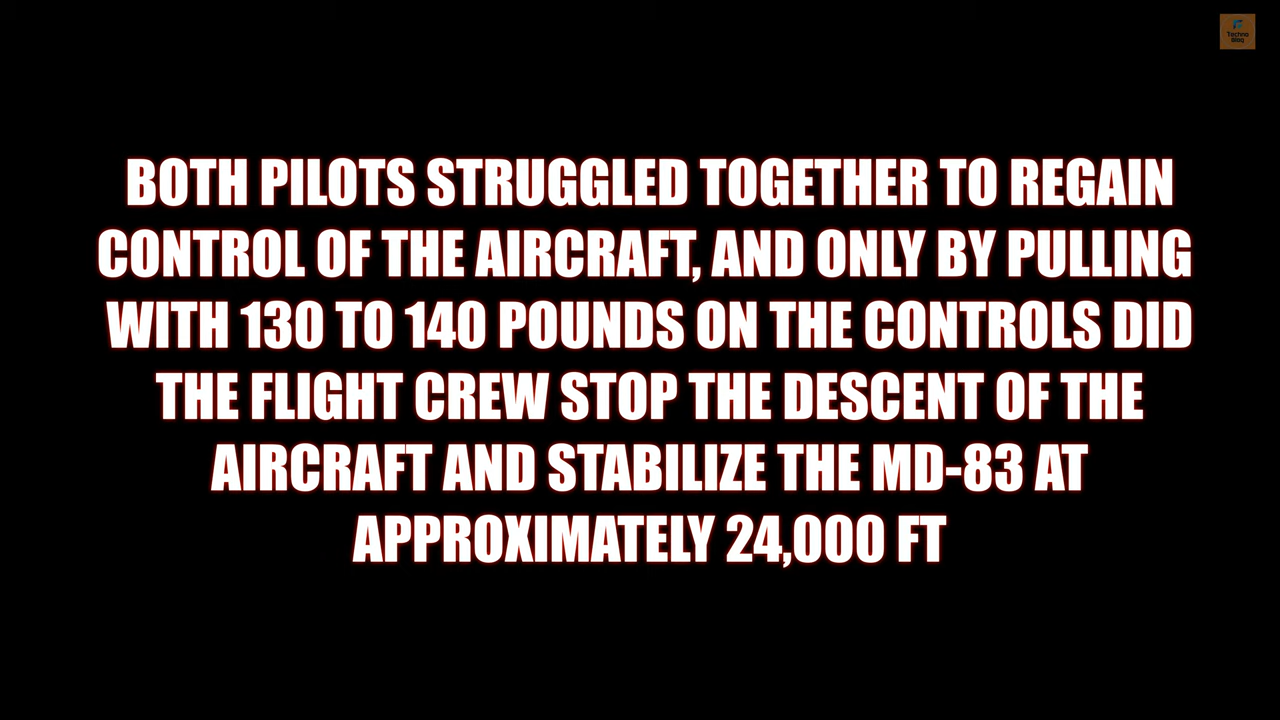 Techno
Blog
BOTH PILOTS STRUGGLED TOGETHER TO REGAIN
CONTROL OF THE AIRCRAFT, AND ONLY BY PULLING
WITH 130 TO 140 POUNDS ON THE CONTROLS DID
THE FLIGHT CREW STOP THE DESCENT OF THE
AIRCRAFT AND STABILIZE THE MD-83 AT
APPROXIMATELY 24,000 FT